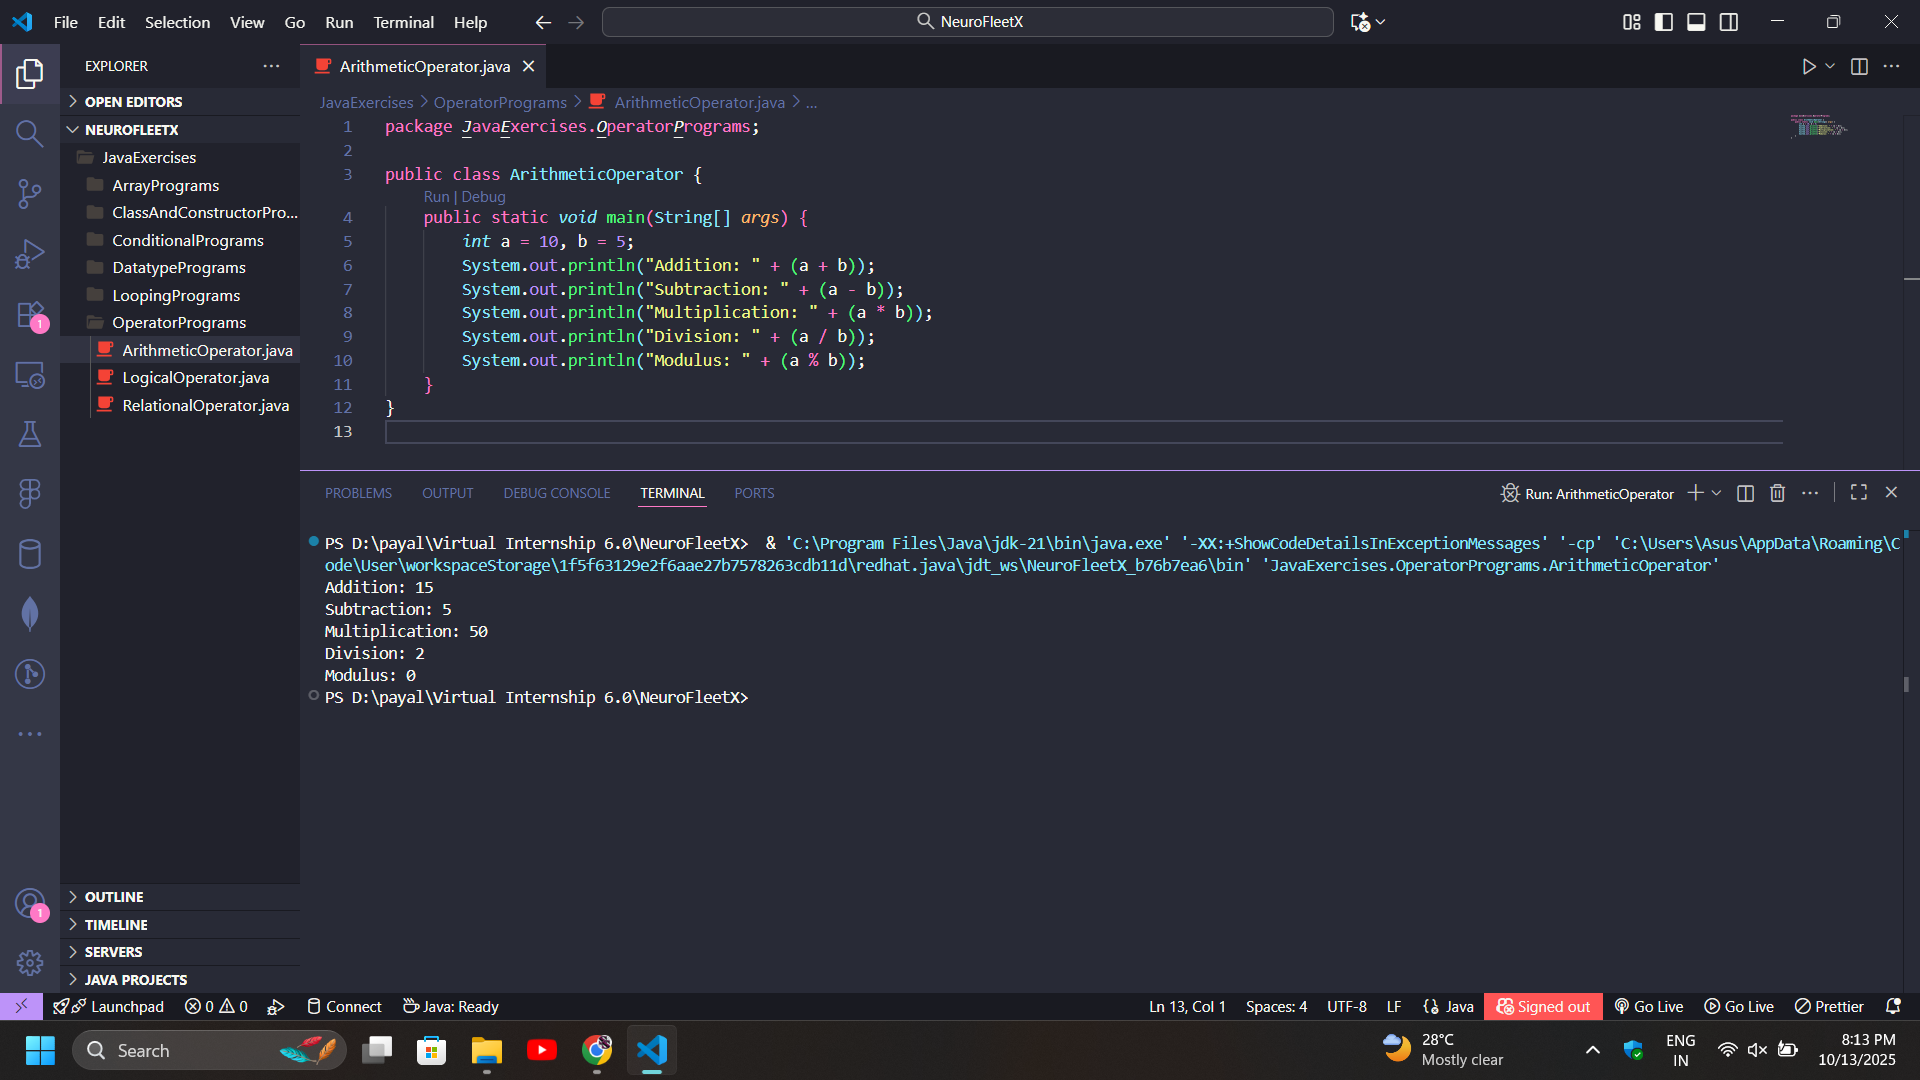 File Edit Selection View Go Run Terminal Help
NeuroFleetX
EXPLORER
OPEN EDITORS
NEUROFLEETX
JavaExercises
ArrayPrograms
ClassAndConstructorPro...
ConditionalPrograms
DatatypePrograms
LoopingPrograms
OperatorPrograms
ArithmeticOperator.java
LogicalOperator.java
RelationalOperator.java
OUTLINE
TIMELINE
SERVERS
JAVA PROJECTS
1
1
ArithmeticOperator.java
JavaExercises > OperatorPrograms > ArithmeticOperator.java > ...
1 package JavaExercises.OperatorPrograms;
2
3 public class ArithmeticOperator {
Run | Debug
4 public static void main(String[] args) {
5 int a = 10, b = 5;
6 System.out.println("Addition: " + (a + b));
7 System.out.println("Subtraction: " + (a - b));
8 System.out.println("Multiplication: " + (a * b));
9 System.out.println("Division: " + (a / b));
10 System.out.println("Modulus: " + (a % b));
11 }
12 }
13
PROBLEMS OUTPUT DEBUG CONSOLE TERMINAL PORTS
Run: ArithmeticOperator
PS D:\payal\Virtual Internship 6.0\NeuroFleetX> & 'C:\Program Files\Java\jdk-21\bin\java.exe' '-XX:+ShowCodeDetailsInExceptionMessages' '-cp' 'C:\Users\Asus\AppData\Roaming\C
ode\User\workspaceStorage\1f5f63129e2f6aae27b7578263cdb11d\redhat.java\jdt_ws\NeuroFleetX_b76b7ea6\bin' 'JavaExercises.OperatorPrograms.ArithmeticOperator'
Addition: 15
Subtraction: 5
Multiplication: 50
Division: 2
Modulus: 0
PS D:\payal\Virtual Internship 6.0\NeuroFleetX>
Launchpad 0 0 Connect Java: Ready
Ln 13, Col 1 Spaces: 4 UTF-8 LF {} Java Signed out Go Live Go Live Prettier
Search
28°C
Mostly clear
ENG
IN
8:13 PM
10/13/2025